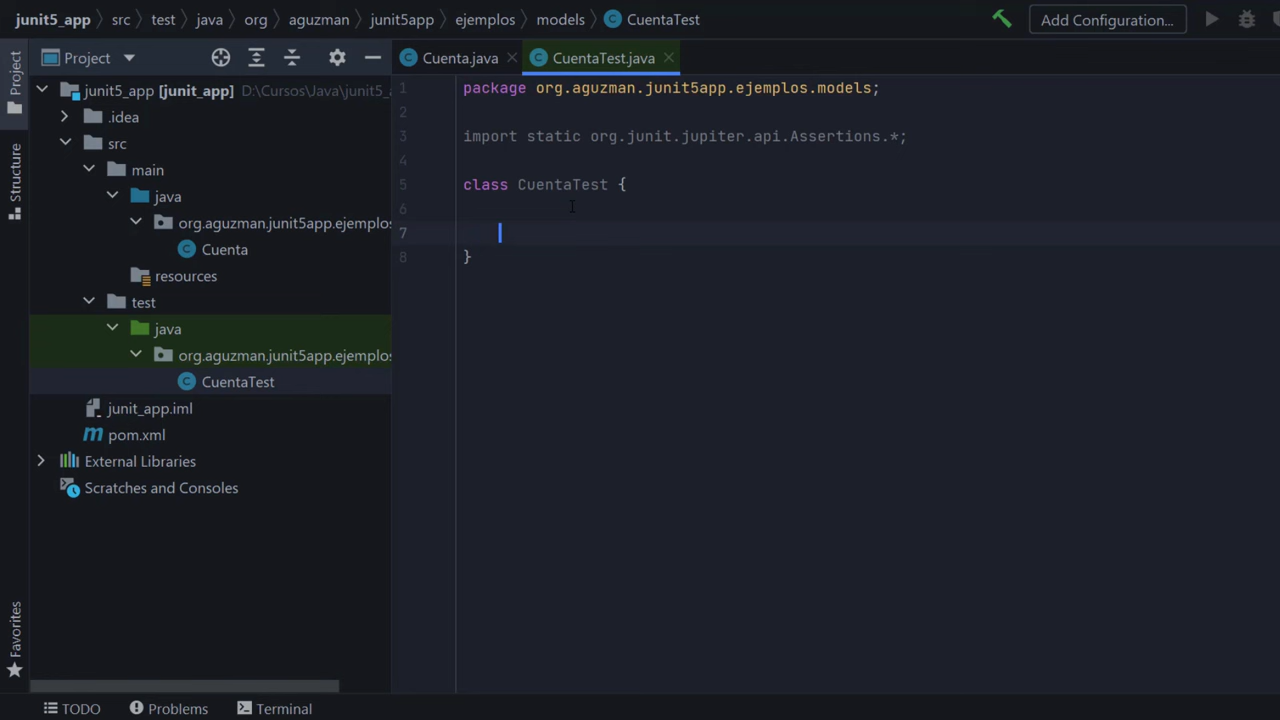 junit5_app > src > test > java > org > aguzman > junit5app > ejemplos > models > CuentaTest
Add Configuration...
Project
Cuenta.java
CuentaTest.java
Project
Structure
Favorites
junit5_app [junit_app] D:\Cursos\Java\junit5_
.idea
src
main
java
org.aguzman.junit5app.ejemplos
Cuenta
resources
test
java
org.aguzman.junit5app.ejemplos
CuentaTest
junit_app.iml
pom.xml
External Libraries
Scratches and Consoles
1 package org.aguzman.junit5app.ejemplos.models;
2
3 import static org.junit.jupiter.api.Assertions.*;
4
5 class CuentaTest {
6
7
8 }
TODO
Problems
Terminal